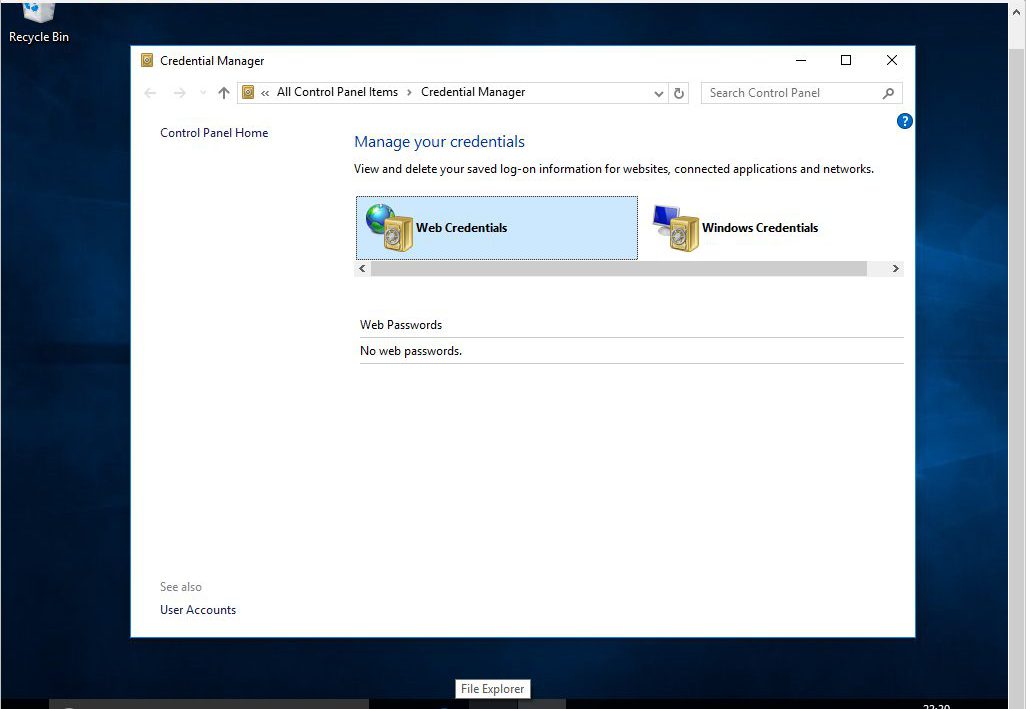 Recycle Bin
Credential Manager
« All Control Panel Items › Credential Manager
Search Control Panel
?
Control Panel Home
Manage your credentials
View and delete your saved log-on information for websites, connected applications and networks.
Web Credentials
Windows Credentials
Web Passwords
No web passwords.
See also
User Accounts
File Explorer